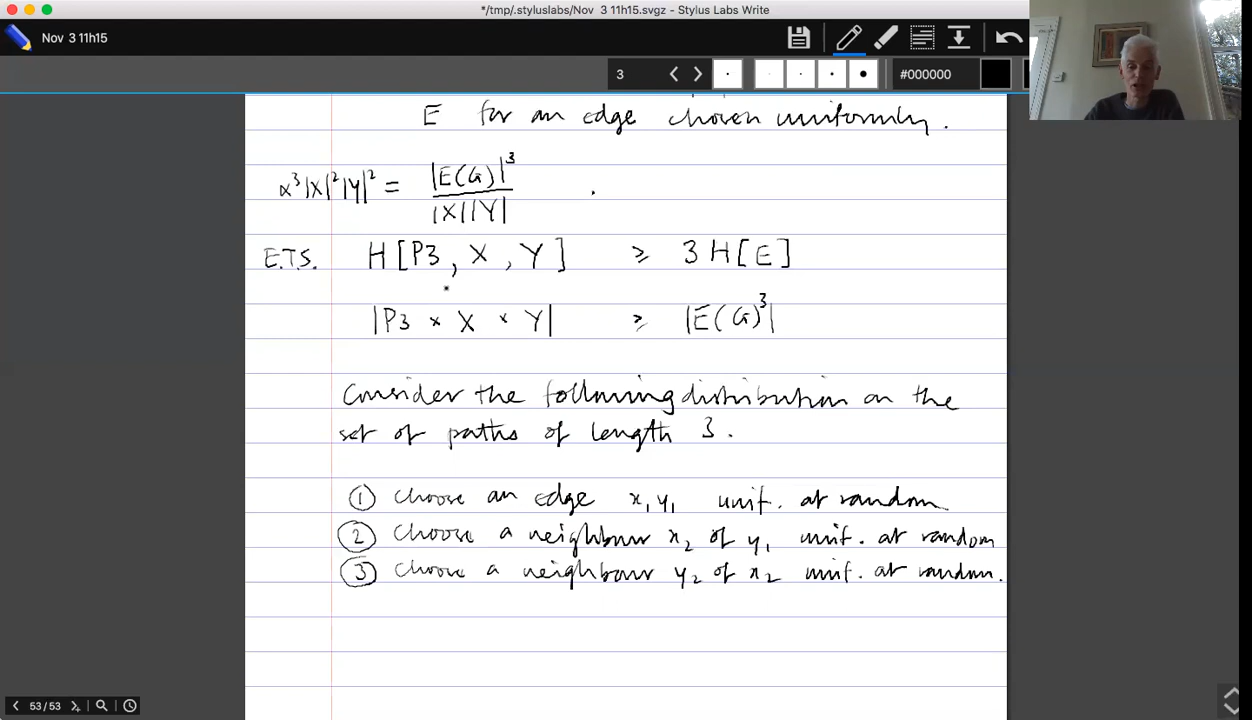 */tmp/.styluslabs/Nov 3 11h15.svgz - Stylus Labs Write
Nov 3 11h15
3
#000000
E for an edge chosen uniformly.
α³|X|²|Y|² = |E(G)|³ / |X||Y| .
E.T.S. H[P3, X, Y] ⩾ 3 H[E]
|P3 × X × Y| ⩾ |E(G)³|
Consider the following distribution on the
set of paths of length 3.
① Choose an edge x₁y₁ unif. at random
② Choose a neighbour x₂ of y₁ unif. at random
③ Choose a neighbour y₂ of x₂ unif. at random.
53/53